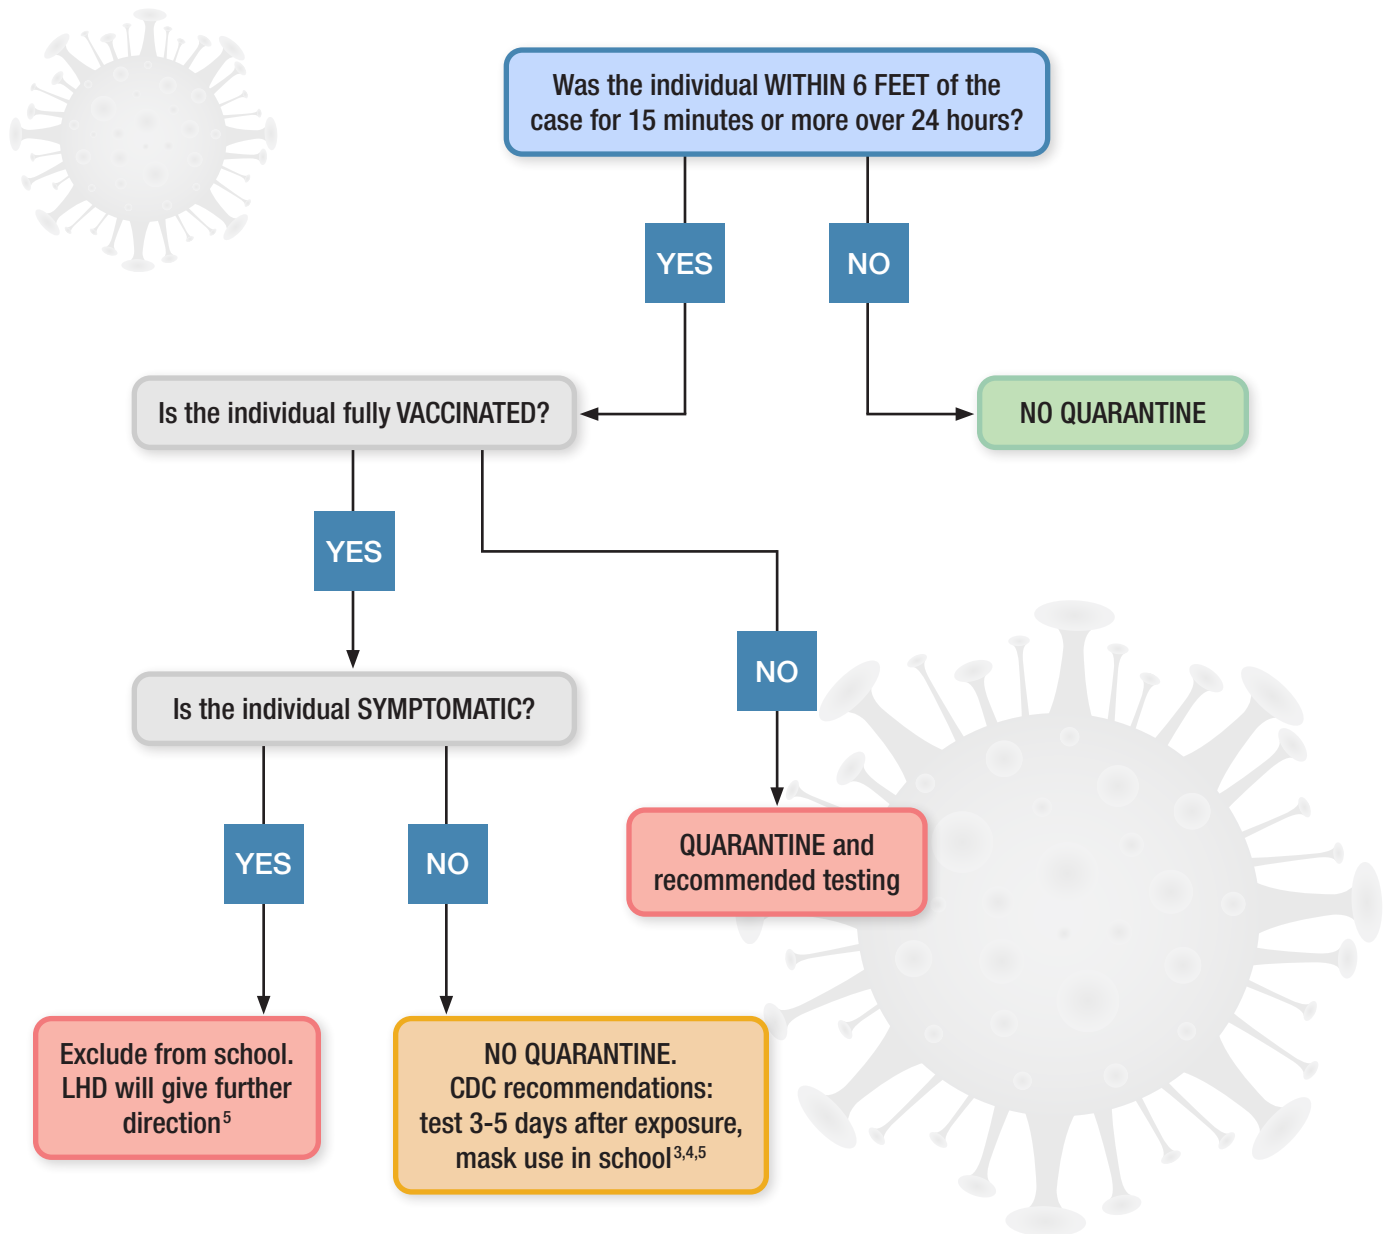 Was the individual WITHIN 6 FEET of the
case for 15 minutes or more over 24 hours?
YES
NO
Is the individual fully VACCINATED?
NO QUARANTINE
YES
NO
Is the individual SYMPTOMATIC?
YES
NO
QUARANTINE and
recommended testing
Exclude from school.
LHD will give further
direction5
NO QUARANTINE.
CDC recommendations:
test 3-5 days after exposure,
mask use in school3,4,5